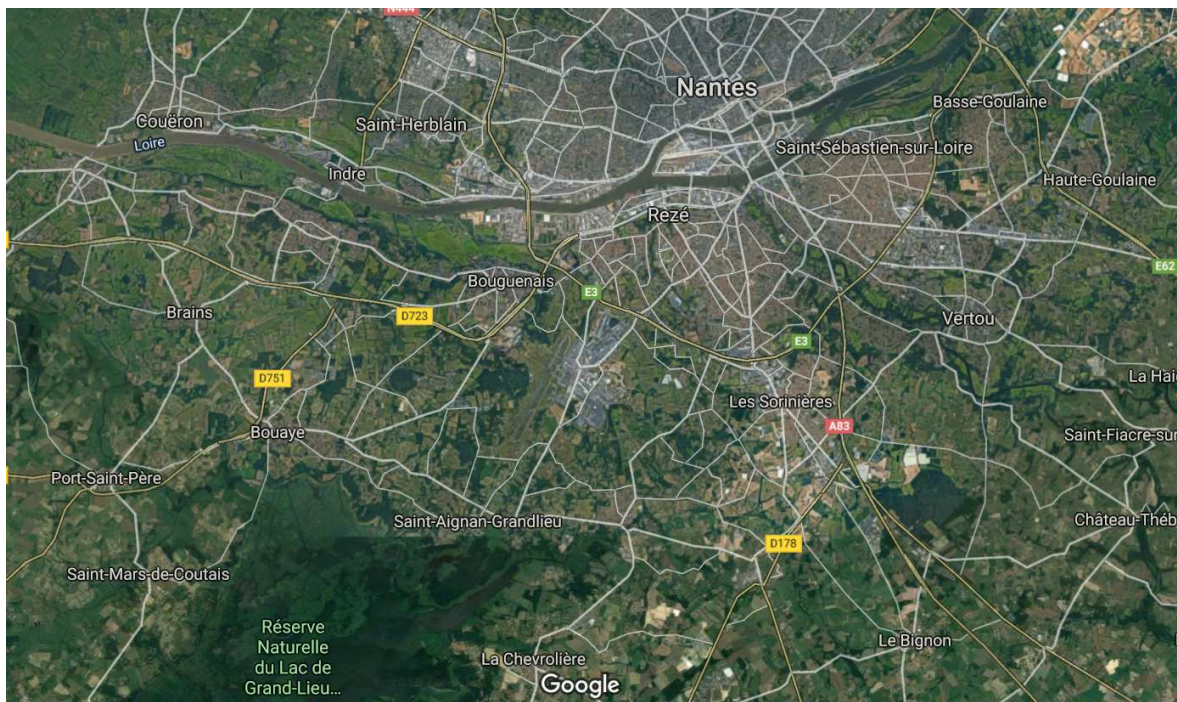 N444
Nantes
Basse-Goulaine
Couëron
Saint-Herblain
Loire
Saint-Sébastien-sur-Loire
Indre
Haute-Goulaine
Rezé
E62
Bouguenais
E3
Brains
D723
Vertou
E3
D751
La Hai
Les Sorinières
A83
Bouaye
Saint-Fiacre-sur
Port-Saint-Père
Saint-Aignan-Grandlieu
Château-Théb
D178
Saint-Mars-de-Coutais
Réserve
Naturelle
du Lac de
Grand-Lieu...
Le Bignon
La Chevrolière
Google